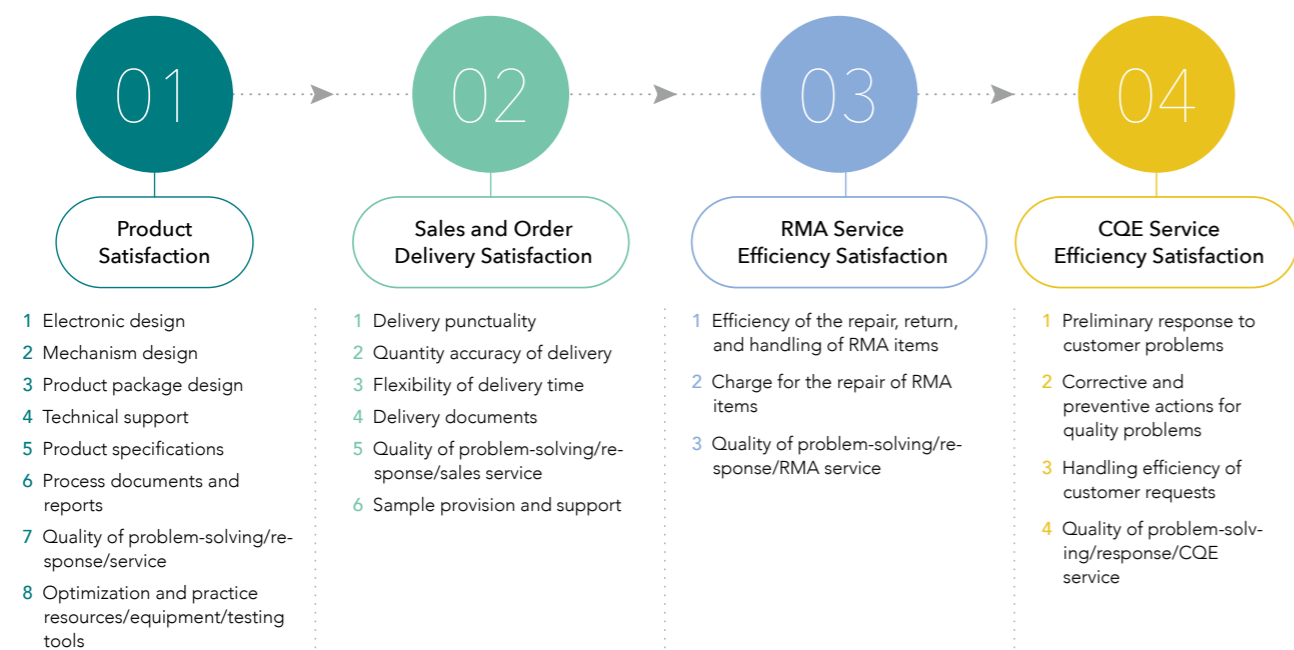 01
02
03
04
Product
Satisfaction
Sales and Order
Delivery Satisfaction
RMA Service
Efficiency Satisfaction
CQE Service
Efficiency Satisfaction
1 Electronic design
2 Mechanism design
3 Product package design
4 Technical support
5 Product specifications
6 Process documents and
reports
7 Quality of problem-solving/re-
sponse/service
8 Optimization and practice
resources/equipment/testing
tools
1 Delivery punctuality
2 Quantity accuracy of delivery
3 Flexibility of delivery time
4 Delivery documents
5 Quality of problem-solving/re-
sponse/sales service
6 Sample provision and support
1 Efficiency of the repair, return,
and handling of RMA items
2 Charge for the repair of RMA
items
3 Quality of problem-solving/re-
sponse/RMA service
1 Preliminary response to
customer problems
2 Corrective and
preventive actions for
quality problems
3 Handling efficiency of
customer requests
4 Quality of problem-solv-
ing/response/CQE
service